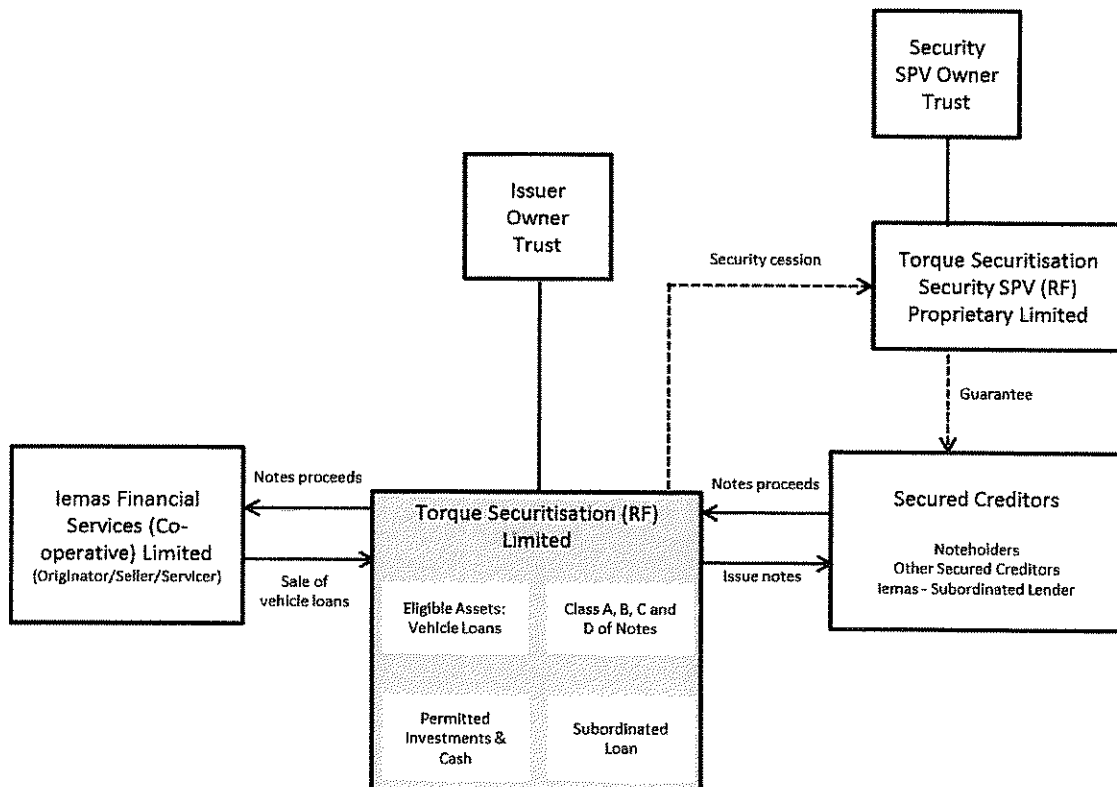 Security
SPV Owner
Trust
Issuer
Owner
Trust
Security cession
Torque Securitisation
Security SPV (RF)
Proprietary Limited
Guarantee
Iemas Financial
Services (Co-
operative) Limited
(Originator/Seller/Servicer)
Notes proceeds
Sale of
vehicle loans
Torque Securitisation (RF)
Limited
Eligible Assets:
Vehicle Loans
Class A, B, C and
D of Notes
Permitted
Investments &
Cash
Subordinated
Loan
Notes proceeds
Issue notes
Secured Creditors
Noteholders
Other Secured Creditors
Iemas - Subordinated Lender